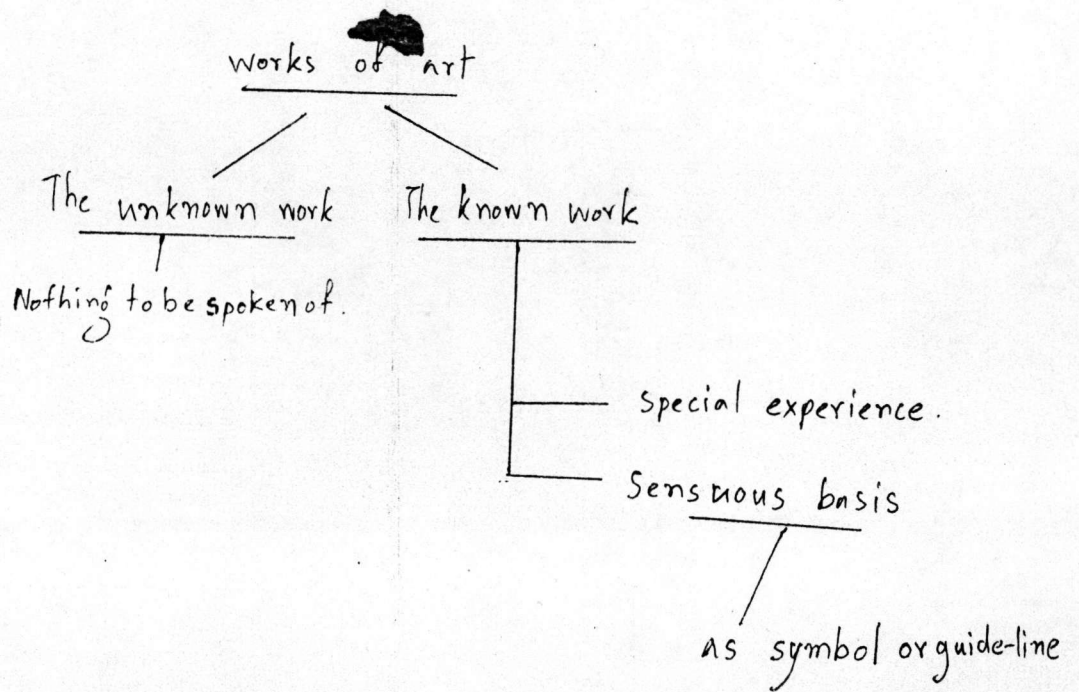 works of art
The unknown work The known work
Nothing to be spoken of.
special experience.
Sensuous basis
as symbol or guide-line